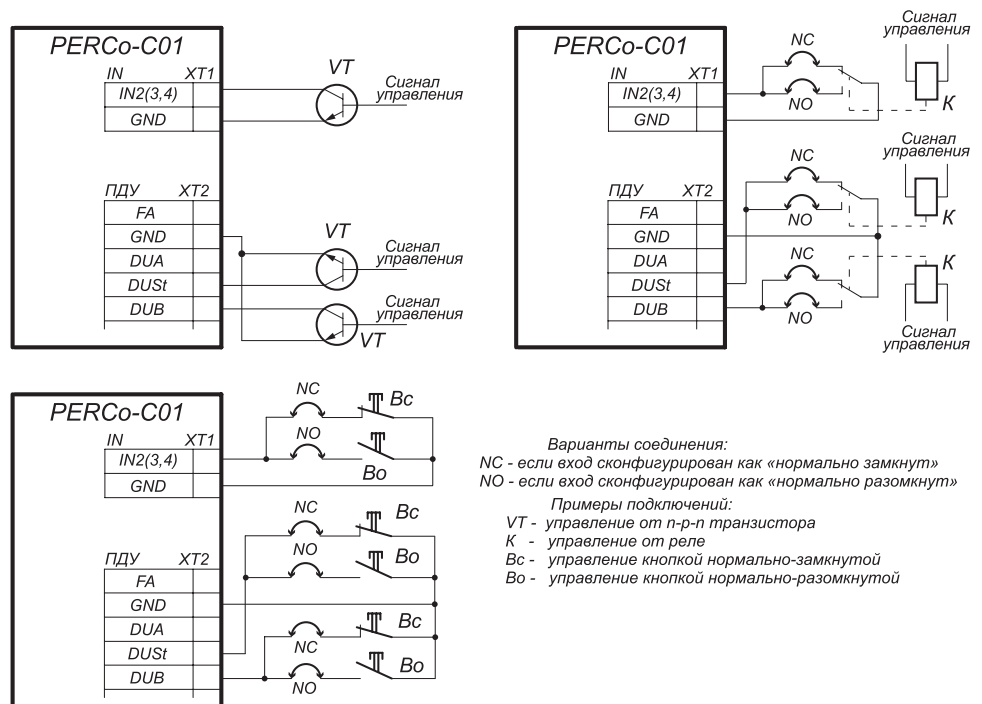 PERCo-C01
IN XT1
IN2(3,4)
GND
VT
Сигнал
управления
ПДУ XT2
FA
GND
DUA
DUSt
DUB
VT
Сигнал
управления
Сигнал
управления
VT
PERCo-C01
IN XT1
IN2(3,4)
GND
NC
NO
Сигнал
управления
К
ПДУ XT2
FA
GND
DUA
DUSt
DUB
NC
NO
Сигнал
управления
К
NC
NO
К
Сигнал
управления
PERCo-C01
IN XT1
IN2(3,4)
GND
NC
Вс
NO
Во
ПДУ XT2
FA
GND
DUA
DUSt
DUB
NC
Вс
NO
Во
Вс
NC
Во
NO
Варианты соединения:
NC - если вход сконфигурирован как «нормально замкнут»
NO - если вход сконфигурирован как «нормально разомкнут»
Примеры подключений:
VT - управление от n-p-n транзистора
К - управление от реле
Вс - управление кнопкой нормально-замкнутой
Во - управление кнопкой нормально-разомкнутой